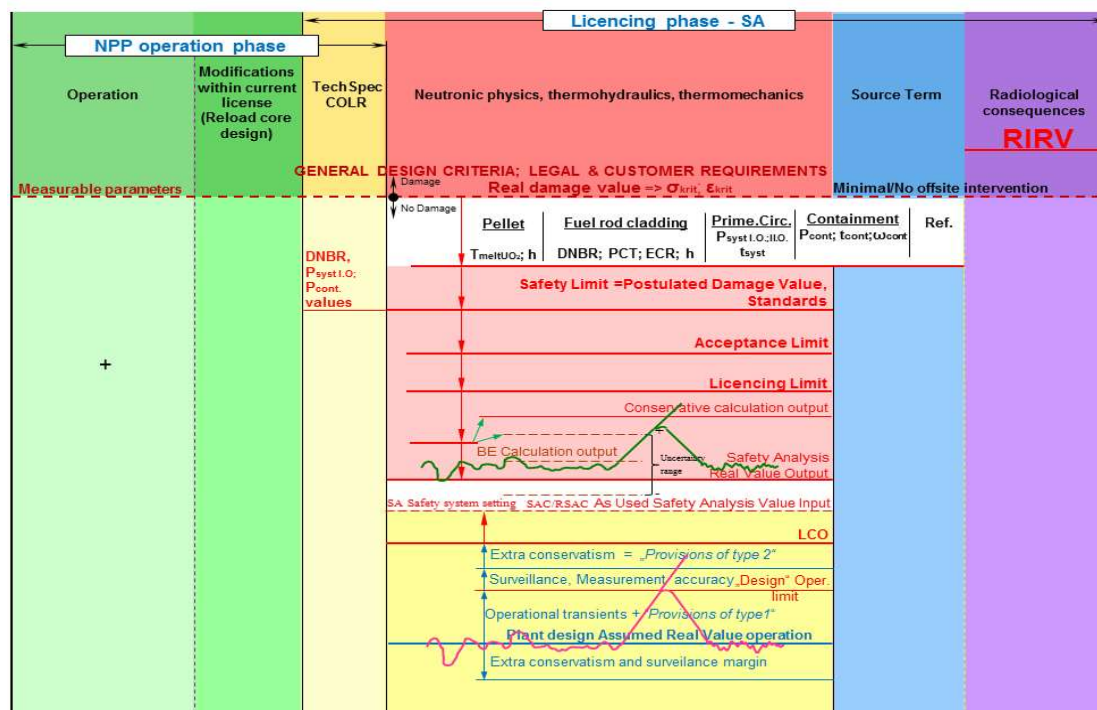 Licencing phase - SA
NPP operation phase
Operation
Modifications
within current
license
(Reload core
design)
TechSpec
COLR
Neutronic physics, thermohydraulics, thermomechanics
Source Term
Radiological
consequences
RIRV
GENERAL DESIGN CRITERIA; LEGAL & CUSTOMER REQUIREMENTS
Measurable parameters
Damage
Real damage value => σkrit; εkrit
Minimal/No offsite intervention
No Damage
Pellet
TmeltUO₂; h
Fuel rod cladding
DNBR; PCT; ECR; h
Prime.Circ.
Psyst I.O.;II.O.
tsyst
Containment
Pcont; tcont;ωcont
Ref.
DNBR,
Psyst I.O;
Pcont.
values
Safety Limit =Postulated Damage Value,
Standards
+
Acceptance Limit
Licencing Limit
Conservative calculation output
BE Calculation output
+
Uncertainty
range
Safety Analysis
Real Value Output
SA Safety system setting
SAC/RSAC As Used Safety Analysis Value Input
LCO
Extra conservatism = „Provisions of type 2“
Surveillance, Measurement accuracy
„Design“ Oper.
limit
Operational transients + “Provisions of type1“
Plant design Assumed Real Value operation
Extra conservatism and surveilance margin